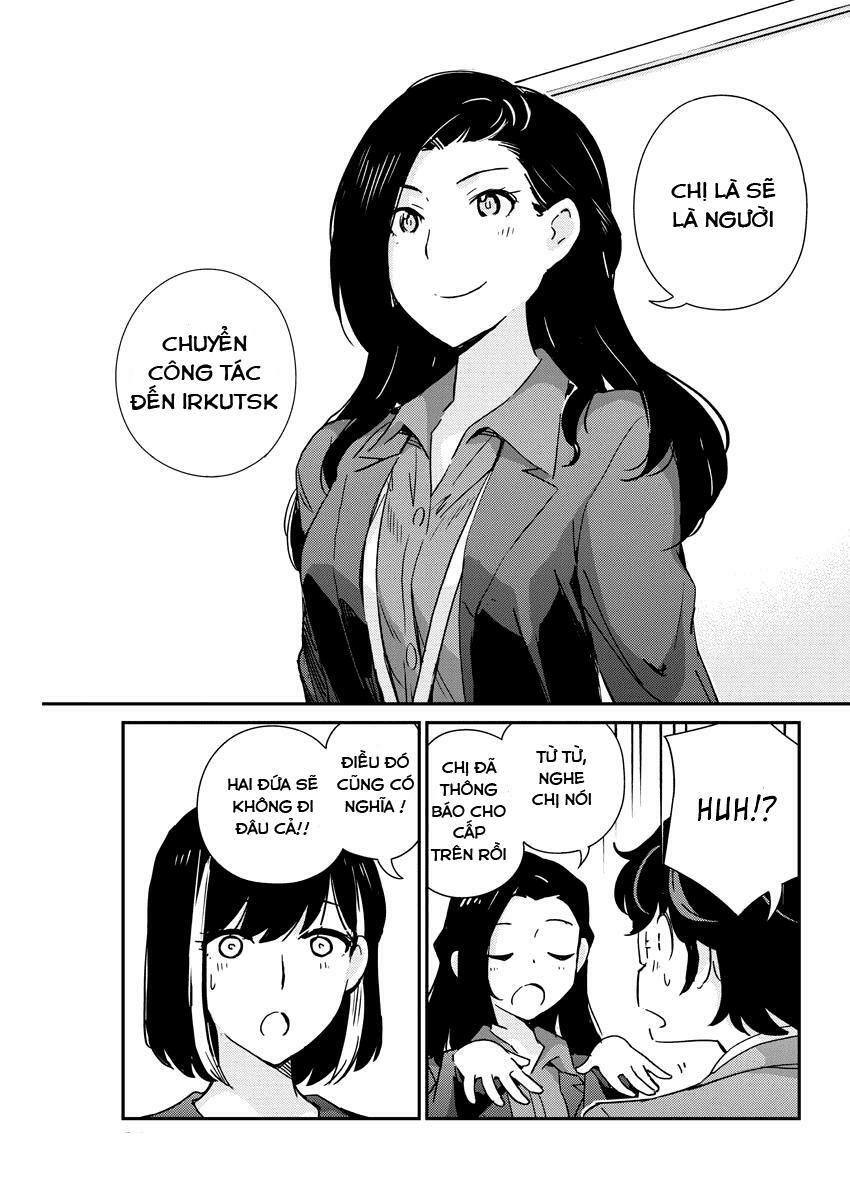 CHỊ LÀ SẼ
LÀ NGƯỜI
CHUYỂN
CÔNG TÁC
ĐẾN IRKUTSK
HUH!?
TỪ TỪ,
NGHE
CHỊ NÓI
CHỊ ĐÃ
THÔNG
BÁO CHO
CẤP
TRÊN RỒI
ĐIỀU ĐÓ
CŨNG CÓ
NGHĨA !
HAI ĐỨA SẼ
KHÔNG ĐI
ĐÂU CẢ!!